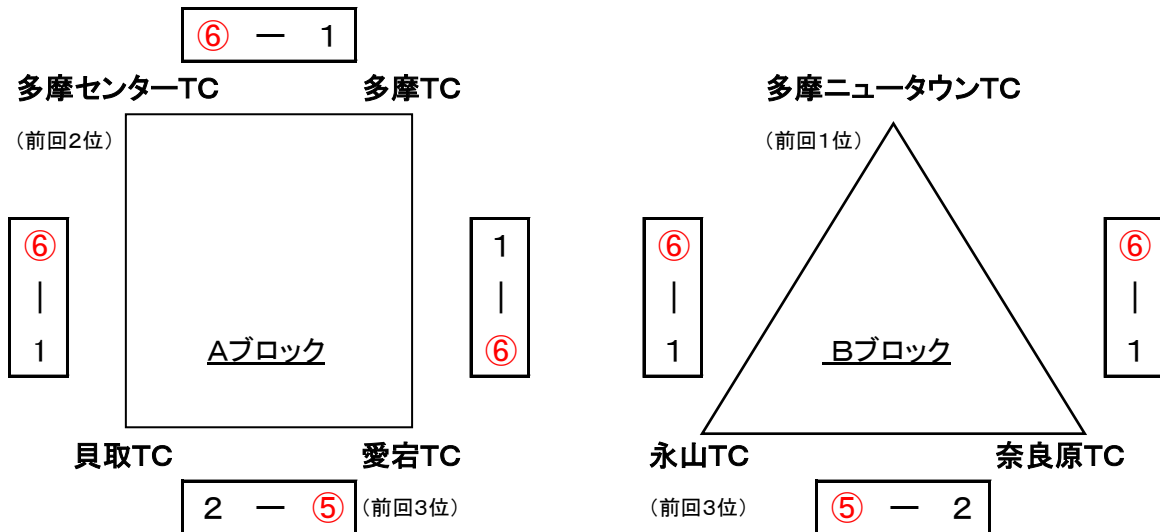 ⑥ － 1
多摩センターTC
多摩TC
（前回2位）
⑥
｜
1
1
｜
⑥
Aブロック
貝取TC
愛宕TC
2 － ⑤
（前回3位）
多摩ニュータウンTC
（前回1位）
⑥
｜
1
⑥
｜
1
Bブロック
永山TC
奈良原TC
（前回3位）
⑤ － 2